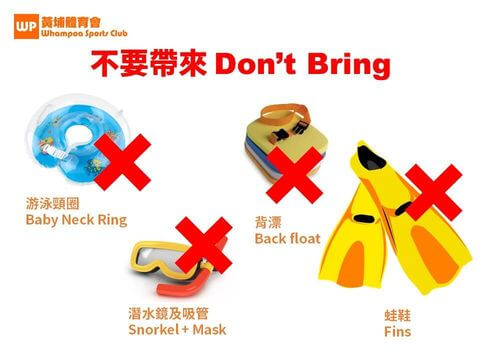 WP 黃埔體育會
Whampoa Sports Club
不要帶來 Don't Bring
游泳頸圈
Baby Neck Ring
背漂
Back float
潛水鏡及吸管
Snorkel + Mask
蛙鞋
Fins